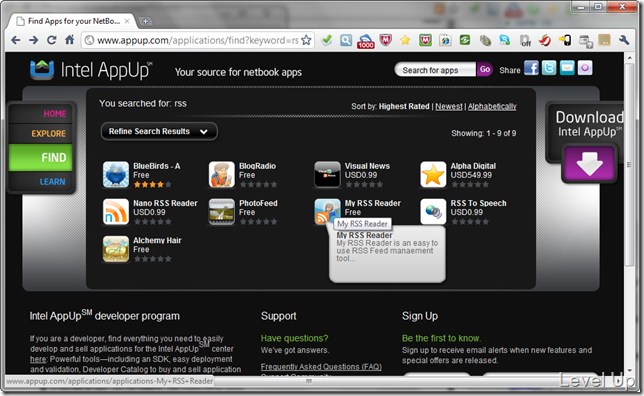 Find Apps for your NetBo...
www.appup.com/applications/find?keyword=rs
1000
off
Intel AppUp℠
Your source for netbook apps
Search for apps
Go
Share
HOME
EXPLORE
FIND
LEARN
You searched for: rss
Sort by: Highest Rated | Newest | Alphabetically
Refine Search Results
Showing: 1 - 9 of 9
Download
Intel AppUp℠
BlueBirds - A
Free
BlogRadio
Free
Visual News
USD0.99
Alpha Digital
USD549.99
Nano RSS Reader
USD0.99
PhotoFeed
Free
My RSS Reader
Free
RSS To Speech
USD0.99
Alchemy Hair
Free
My RSS Reader
My RSS Reader
My RSS Reader is an easy to
use RSS Feed manaement
tool...
Intel AppUp℠ developer program
If you are a developer, find everything you need to easily
develop and sell applications for the Intel AppUp℠ center
here: Powerful tools—including an SDK, easy deployment
and validation, Developer Catalog to buy and sell application
Support
Have questions?
We've got answers.
Frequently Asked Questions (FAQ)
Support Community
Sign Up
Be the first to know.
Sign up to receive email alerts when new features and
special offers are released.
www.appup.com/applications/applications-My+RSS+Reader
Level Up